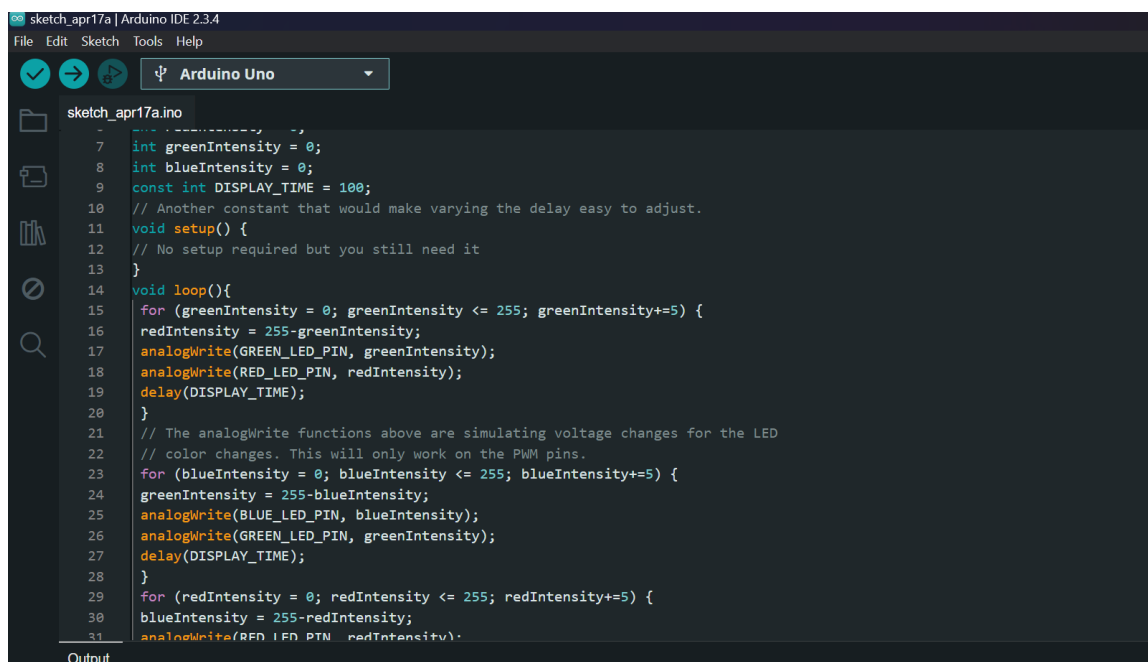 sketch_apr17a | Arduino IDE 2.3.4
File Edit Sketch Tools Help
Arduino Uno
sketch_apr17a.ino
7 int greenIntensity = 0;
8 int blueIntensity = 0;
9 const int DISPLAY_TIME = 100;
10 // Another constant that would make varying the delay easy to adjust.
11 void setup() {
12 // No setup required but you still need it
13 }
14 void loop(){
15 for (greenIntensity = 0; greenIntensity <= 255; greenIntensity+=5) {
16 redIntensity = 255-greenIntensity;
17 analogWrite(GREEN_LED_PIN, greenIntensity);
18 analogWrite(RED_LED_PIN, redIntensity);
19 delay(DISPLAY_TIME);
20 }
21 // The analogWrite functions above are simulating voltage changes for the LED
22 // color changes. This will only work on the PWM pins.
23 for (blueIntensity = 0; blueIntensity <= 255; blueIntensity+=5) {
24 greenIntensity = 255-blueIntensity;
25 analogWrite(BLUE_LED_PIN, blueIntensity);
26 analogWrite(GREEN_LED_PIN, greenIntensity);
27 delay(DISPLAY_TIME);
28 }
29 for (redIntensity = 0; redIntensity <= 255; redIntensity+=5) {
30 blueIntensity = 255-redIntensity;
31 analogWrite(RED_LED_PIN, redIntensity);
Output